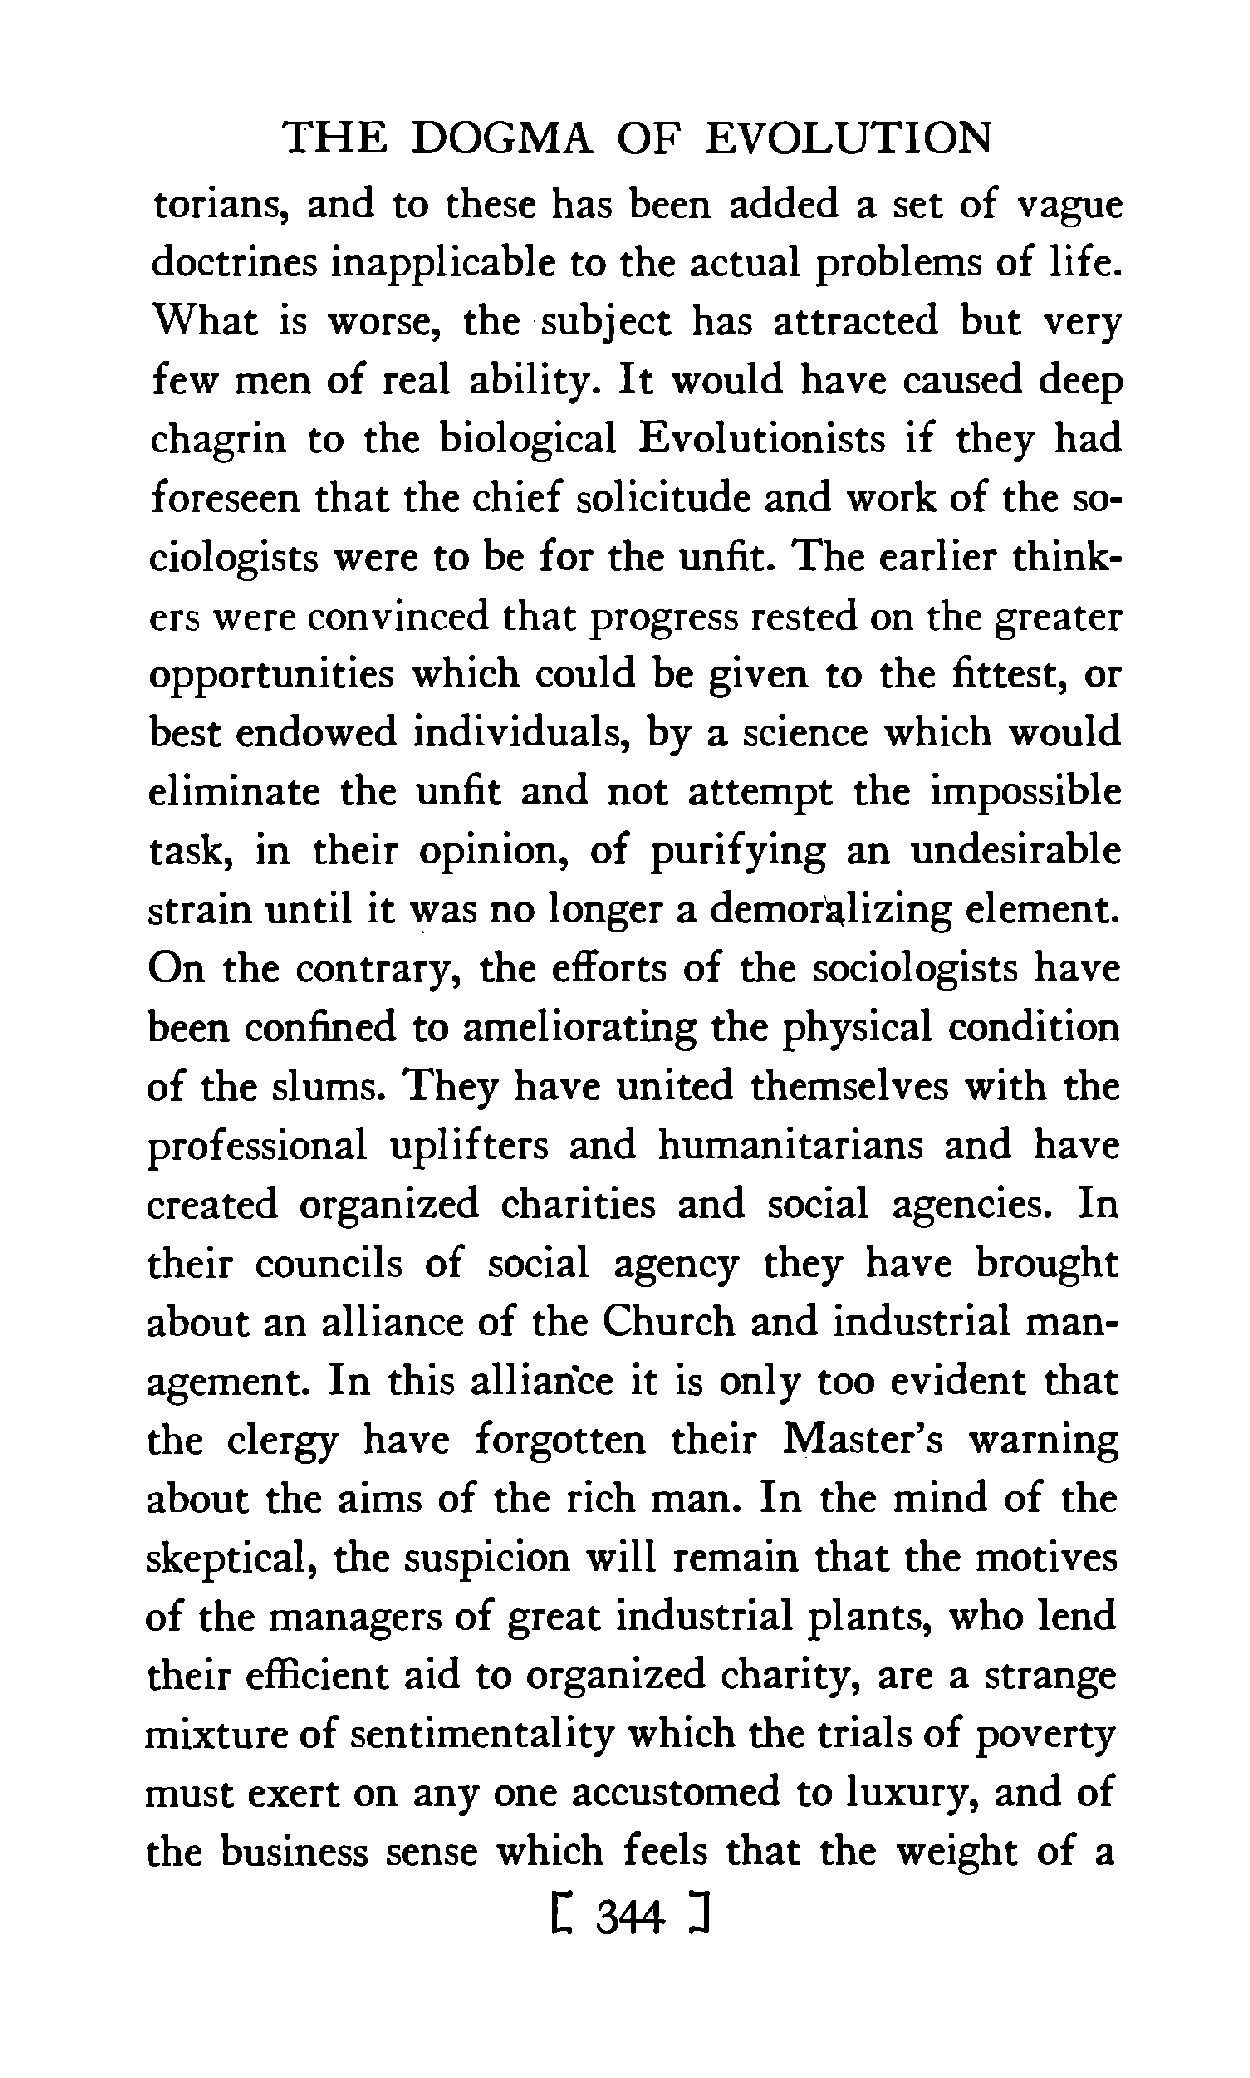 THE DOGMA OF EVOLUTION
torians, and to these has been added a set of vague
doctrines inapplicable to the actual problems of life.
What is worse, the subject has attracted but very
few men of real ability. It would have caused deep
chagrin to the biological Evolutionists if they had
foreseen that the chief solicitude and work of the so-
ciologists were to be for the unfit. The earlier think-
ers were convinced that progress rested on the greater
opportunities which could be given to the fittest, or
best endowed individuals, by a science which would
eliminate the unfit and not attempt the impossible
task, in their opinion, of purifying an undesirable
strain until it was no longer a demoralizing element.
On the contrary, the efforts of the sociologists have
been confined to ameliorating the physical condition
of the slums. They have united themselves with the
professional uplifters and humanitarians and have
created organized charities and social agencies. In
their councils of social agency they have brought
about an alliance of the Church and industrial man-
agement. In this alliance it is only too evident that
the clergy have forgotten their Master's warning
about the aims of the rich man. In the mind of the
skeptical, the suspicion will remain that the motives
of the managers of great industrial plants, who lend
their efficient aid to organized charity, are a strange
mixture of sentimentality which the trials of poverty
must exert on any one accustomed to luxury, and of
the business sense which feels that the weight of a
[ 344 ]